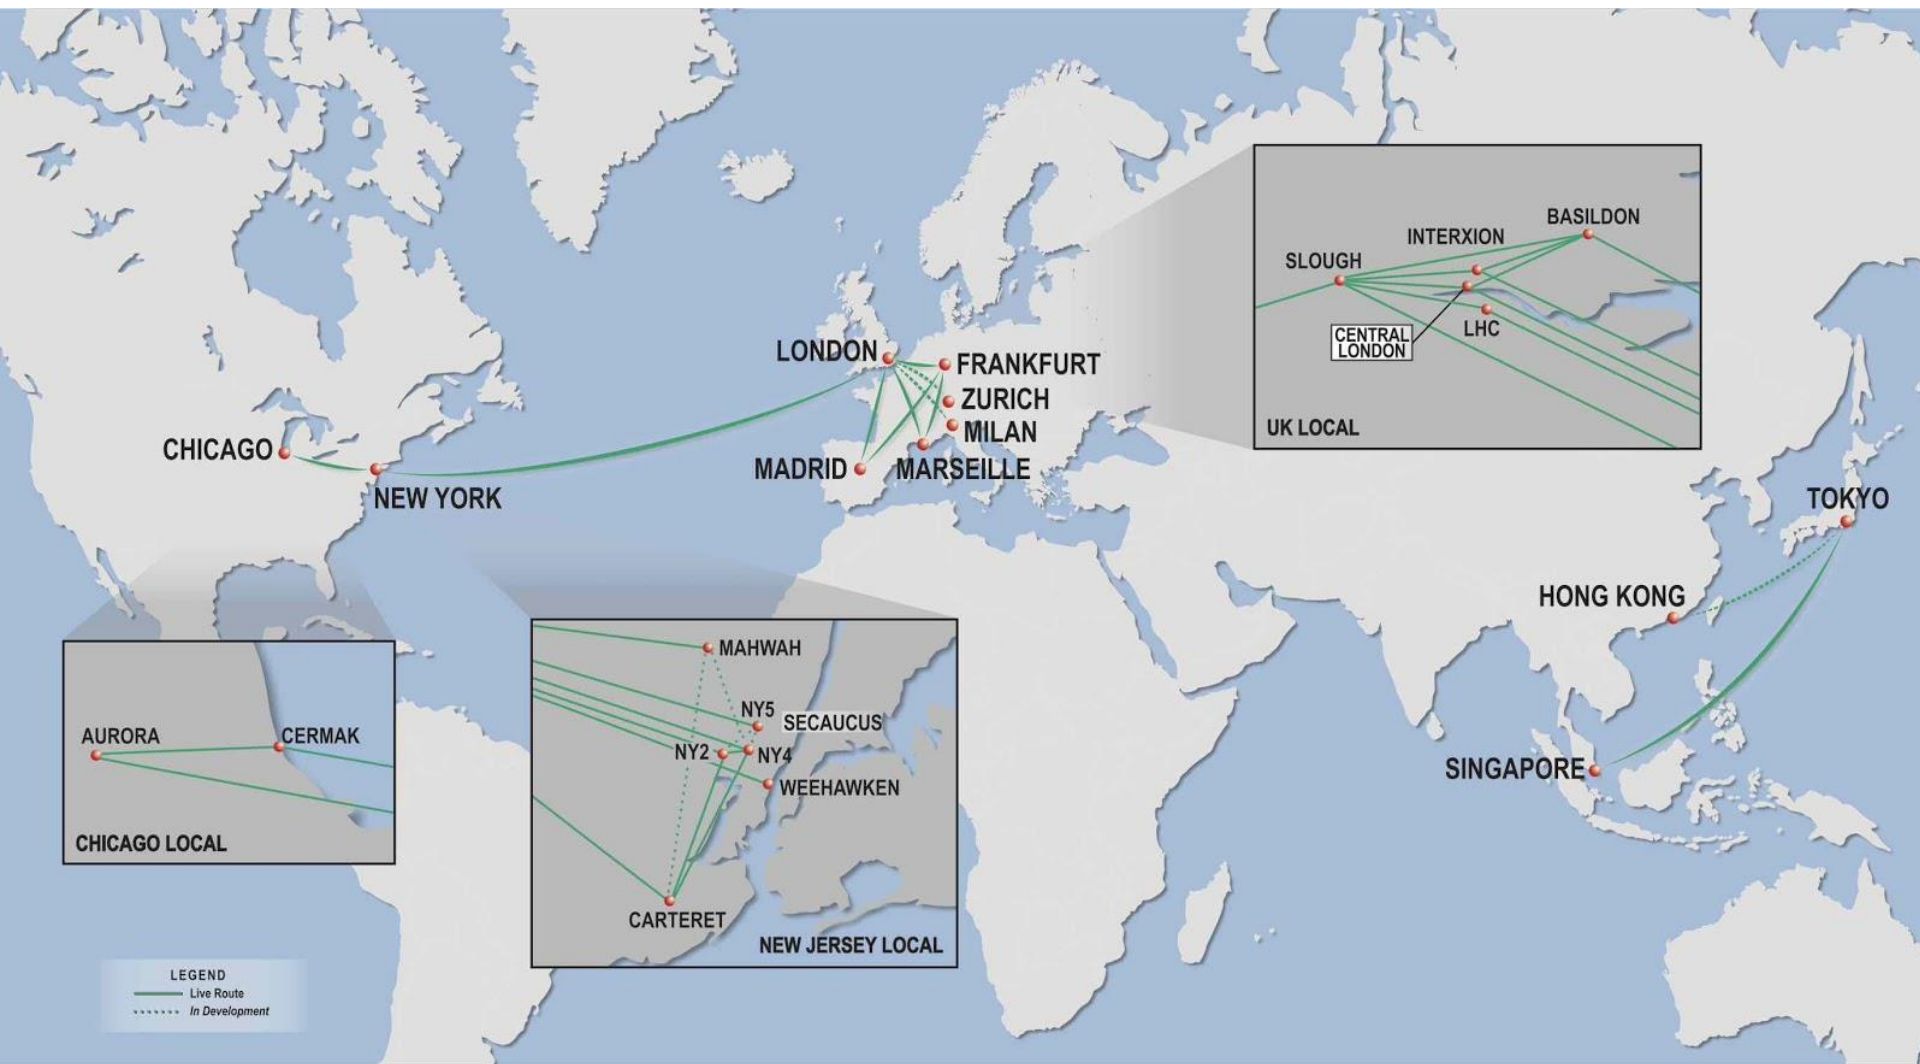 BASILDON
INTERXION
SLOUGH
CENTRAL
LONDON
LHC
UK LOCAL
LONDON
FRANKFURT
ZURICH
MILAN
MADRID
MARSEILLE
CHICAGO
NEW YORK
TOKYO
HONG KONG
SINGAPORE
MAHWAH
NY5
SECAUCUS
NY2
NY4
WEEHAWKEN
CARTERET
NEW JERSEY LOCAL
AURORA
CERMAK
CHICAGO LOCAL
LEGEND
Live Route
In Development